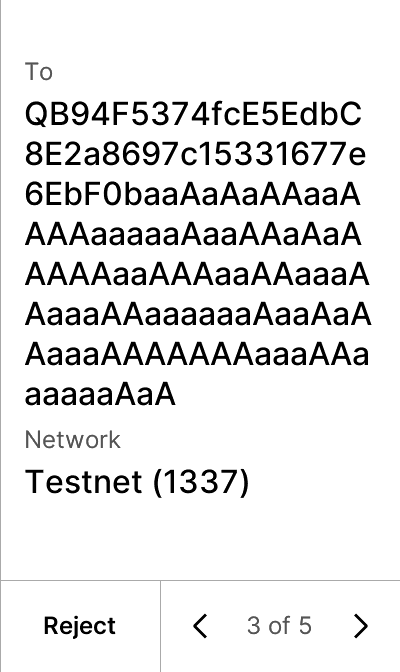 To
QB94F5374fcE5EdbC
8E2a8697c15331677e
6EbF0baaAaAaAAaaA
AAAaaaaaAaaAAaAaA
AAAAaaAAAaaAAaaaA
AaaaAAaaaaaaAaaAaA
AaaaAAAAAAAaaaAAa
aaaaaAaA
Network
Testnet (1337)
Reject
3 of 5